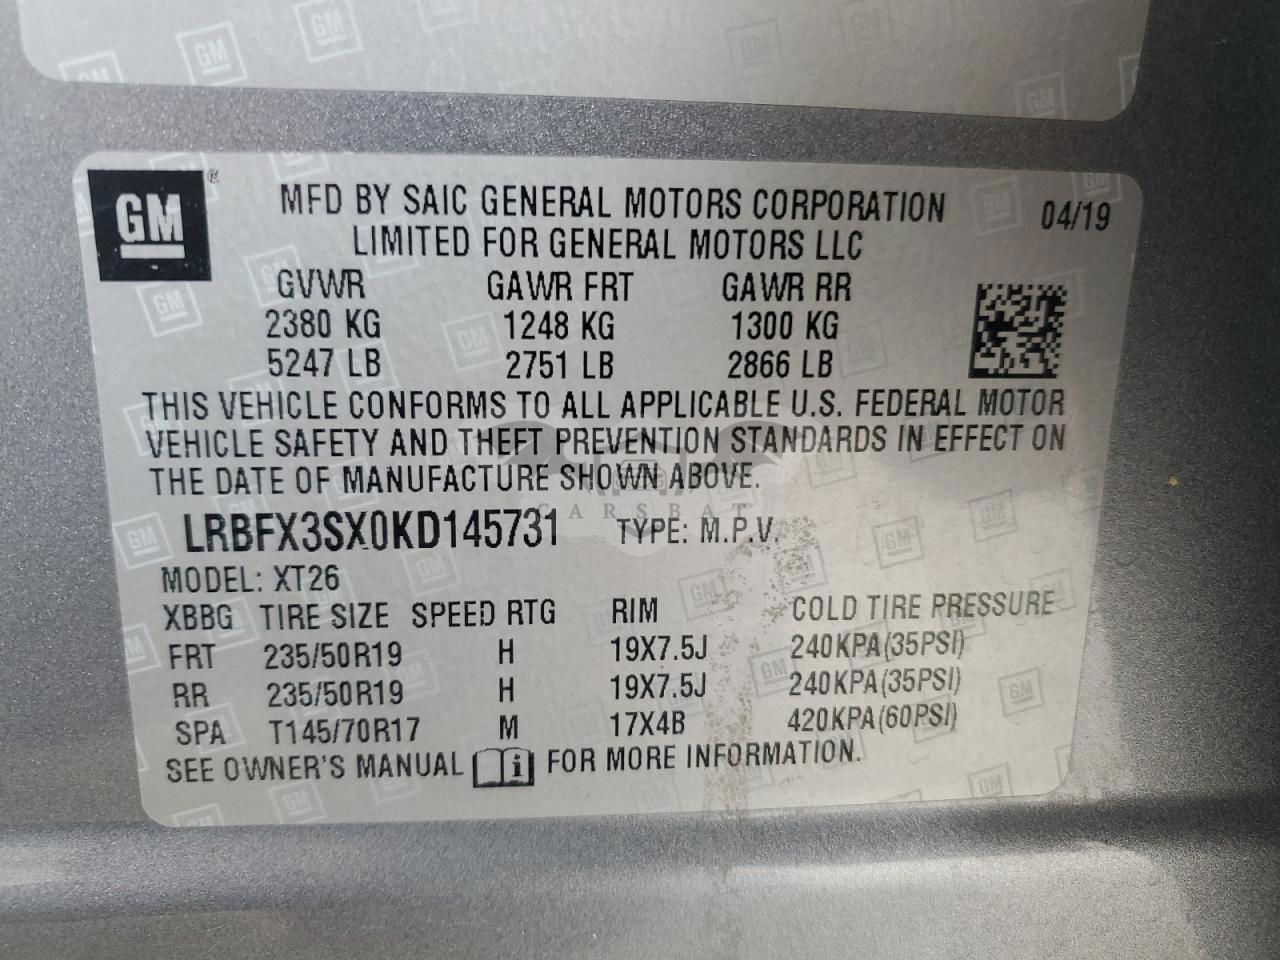 GM
MFD BY SAIC GENERAL MOTORS CORPORATION
LIMITED FOR GENERAL MOTORS LLC
04/19
GVWR GAWR FRT GAWR RR
2380 KG 1248 KG 1300 KG
5247 LB 2751 LB 2866 LB
THIS VEHICLE CONFORMS TO ALL APPLICABLE U.S. FEDERAL MOTOR
VEHICLE SAFETY AND THEFT PREVENTION STANDARDS IN EFFECT ON
THE DATE OF MANUFACTURE SHOWN ABOVE.
CARSBAT
LRBFX3SX0KD145731 TYPE: M.P.V.
MODEL: XT26
XBBG TIRE SIZE SPEED RTG RIM COLD TIRE PRESSURE
FRT 235/50R19 H 19X7.5J 240KPA(35PSI)
RR 235/50R19 H 19X7.5J 240KPA(35PSI)
SPA T145/70R17 M 17X4B 420KPA(60PSI)
SEE OWNER'S MANUAL i FOR MORE INFORMATION.